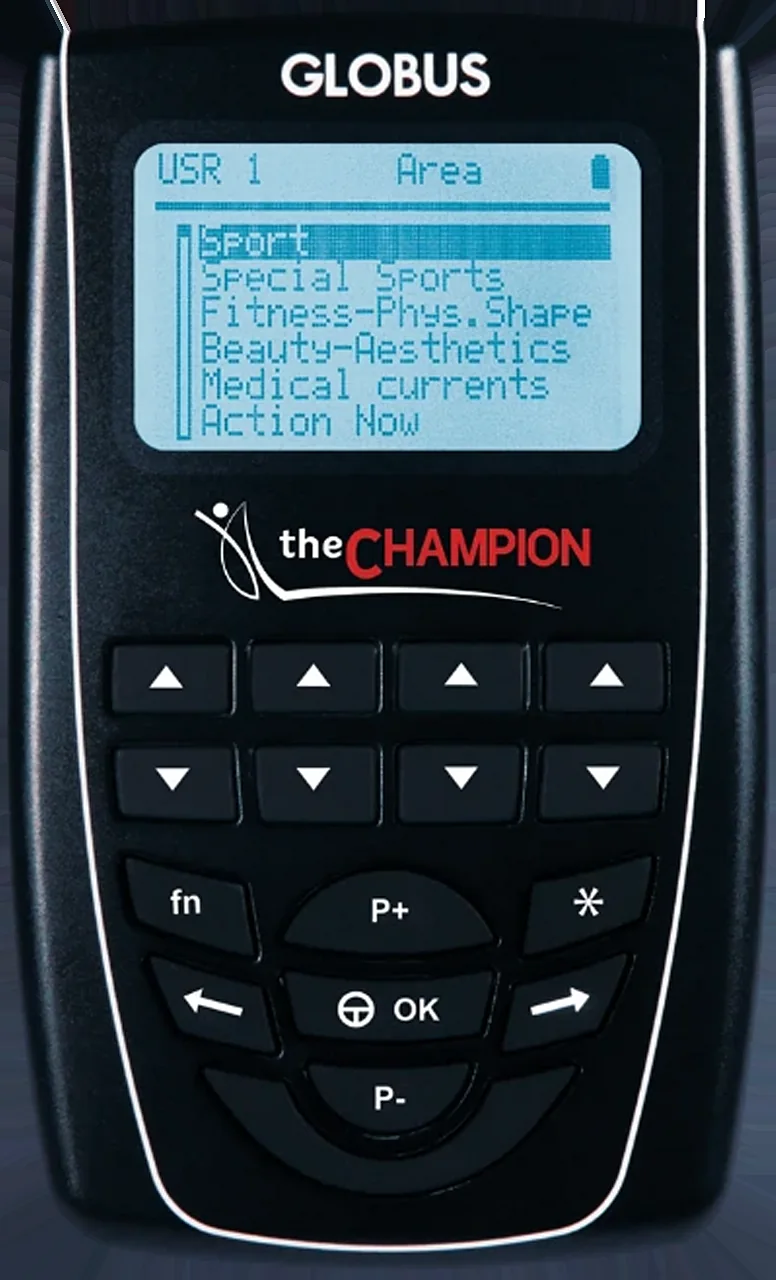 GLOBUS
USR 1 Area
Sport
Special Sports
Fitness-Phys.Shape
Beauty-Aesthetics
Medical currents
Action Now
the CHAMPION
fn P+ *
OK
P-